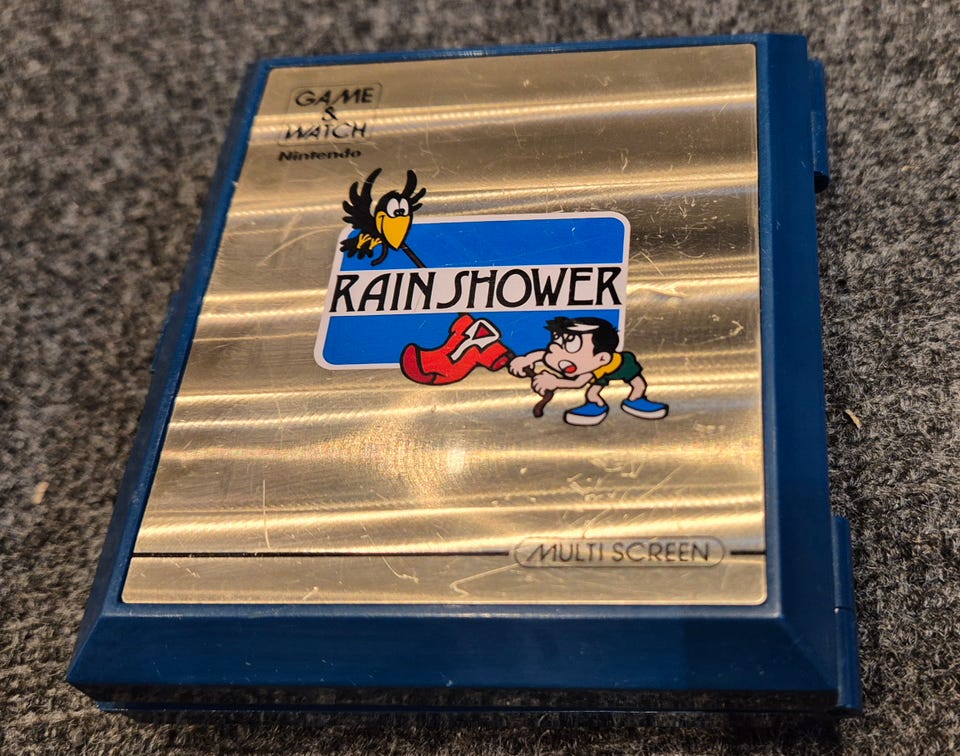 GAME
&
WATCH
Nintendo
RAIN SHOWER
MULTI SCREEN